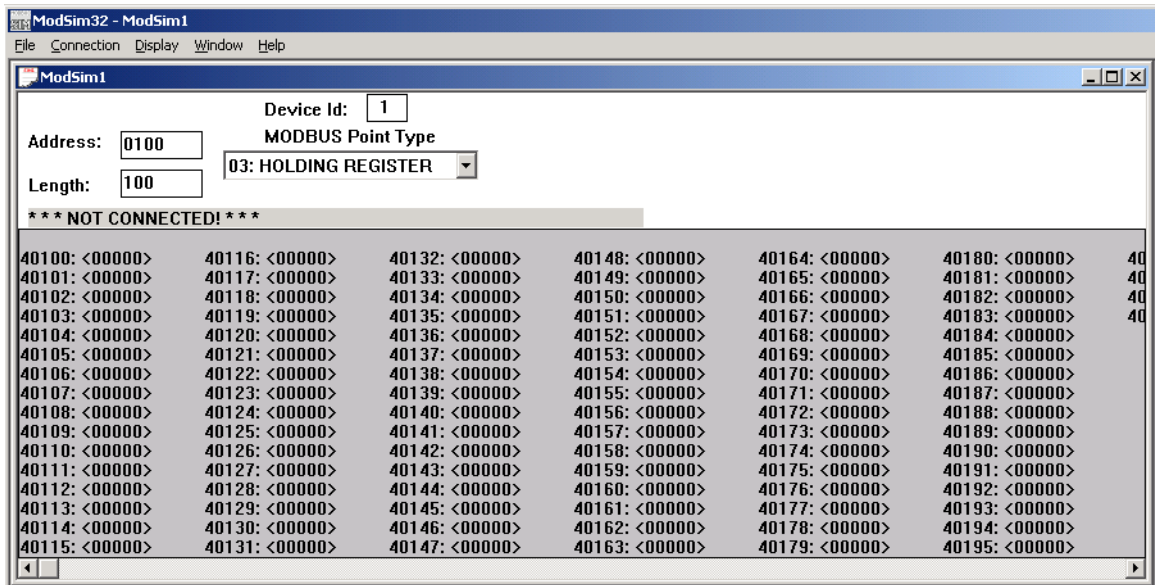 ModSim32 - ModSim1
File Connection Display Window Help
ModSim1
Device Id: 1
Address: 0100
MODBUS Point Type
03: HOLDING REGISTER
Length: 100
* * * NOT CONNECTED! * * *
40100: <00000> 40116: <00000> 40132: <00000> 40148: <00000> 40164: <00000> 40180: <00000> 40
40101: <00000> 40117: <00000> 40133: <00000> 40149: <00000> 40165: <00000> 40181: <00000> 40
40102: <00000> 40118: <00000> 40134: <00000> 40150: <00000> 40166: <00000> 40182: <00000> 40
40103: <00000> 40119: <00000> 40135: <00000> 40151: <00000> 40167: <00000> 40183: <00000> 40
40104: <00000> 40120: <00000> 40136: <00000> 40152: <00000> 40168: <00000> 40184: <00000>
40105: <00000> 40121: <00000> 40137: <00000> 40153: <00000> 40169: <00000> 40185: <00000>
40106: <00000> 40122: <00000> 40138: <00000> 40154: <00000> 40170: <00000> 40186: <00000>
40107: <00000> 40123: <00000> 40139: <00000> 40155: <00000> 40171: <00000> 40187: <00000>
40108: <00000> 40124: <00000> 40140: <00000> 40156: <00000> 40172: <00000> 40188: <00000>
40109: <00000> 40125: <00000> 40141: <00000> 40157: <00000> 40173: <00000> 40189: <00000>
40110: <00000> 40126: <00000> 40142: <00000> 40158: <00000> 40174: <00000> 40190: <00000>
40111: <00000> 40127: <00000> 40143: <00000> 40159: <00000> 40175: <00000> 40191: <00000>
40112: <00000> 40128: <00000> 40144: <00000> 40160: <00000> 40176: <00000> 40192: <00000>
40113: <00000> 40129: <00000> 40145: <00000> 40161: <00000> 40177: <00000> 40193: <00000>
40114: <00000> 40130: <00000> 40146: <00000> 40162: <00000> 40178: <00000> 40194: <00000>
40115: <00000> 40131: <00000> 40147: <00000> 40163: <00000> 40179: <00000> 40195: <00000>